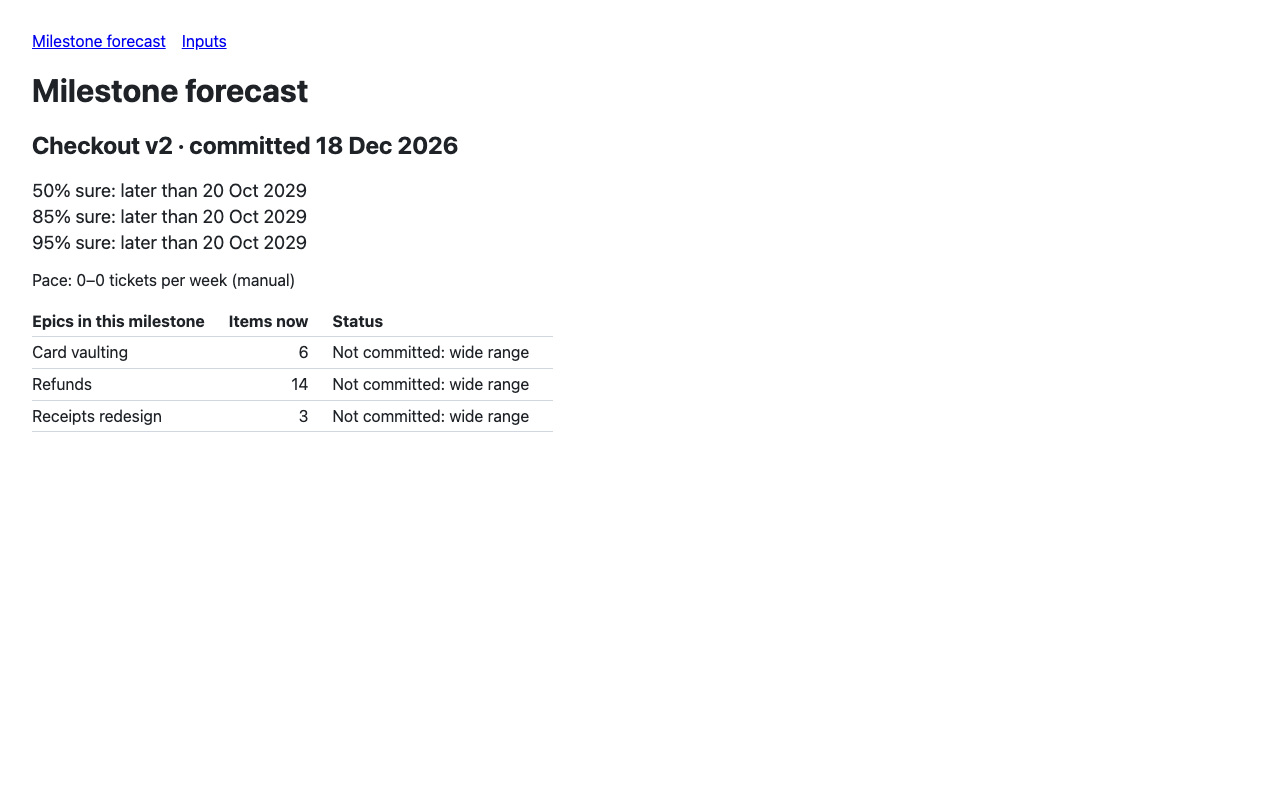 Milestone forecast Inputs
Milestone forecast
Checkout v2 · committed 18 Dec 2026
50% sure: later than 20 Oct 2029
85% sure: later than 20 Oct 2029
95% sure: later than 20 Oct 2029
Pace: 0–0 tickets per week (manual)
Epics in this milestone Items now Status
Card vaulting 6 Not committed: wide range
Refunds 14 Not committed: wide range
Receipts redesign 3 Not committed: wide range